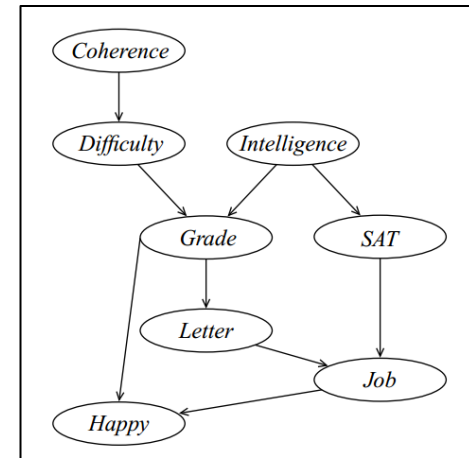 Coherence
Difficulty
Intelligence
Grade
SAT
Letter
Job
Happy